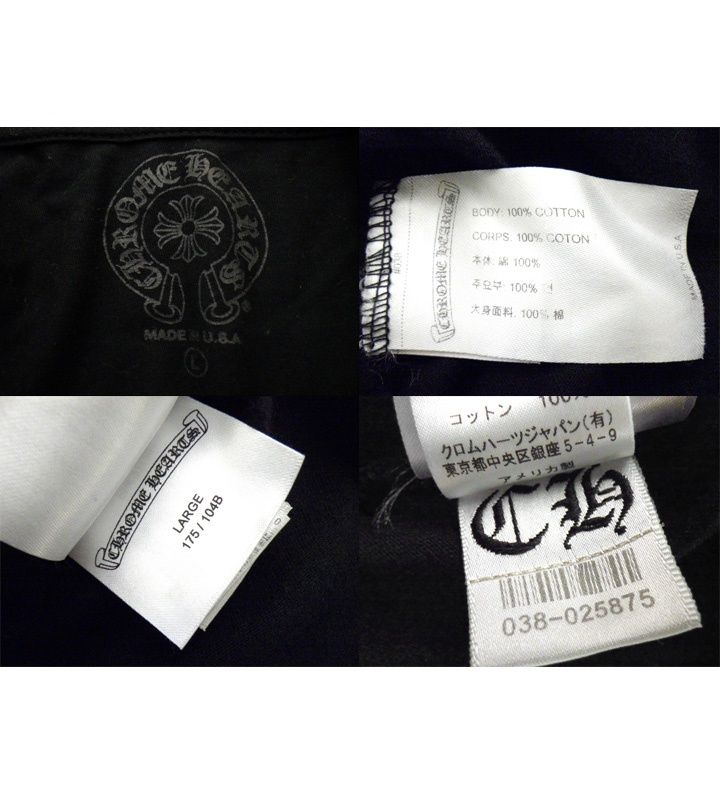 CHROME HEARTS
®
MADE IN U.S.A
L
CHROME HEARTS
BODY: 100% COTTON
CORPS: 100% COTON
本体: 綿 100%
주요부: 100% 면
大身面料: 100% 棉
MADE IN U.S.A
CHROME HEARTS
LARGE
175 / 104B
コットン 100%
クロムハーツジャパン(有)
東京都中央区銀座5-4-9
アメリカ製
CH
038-025875